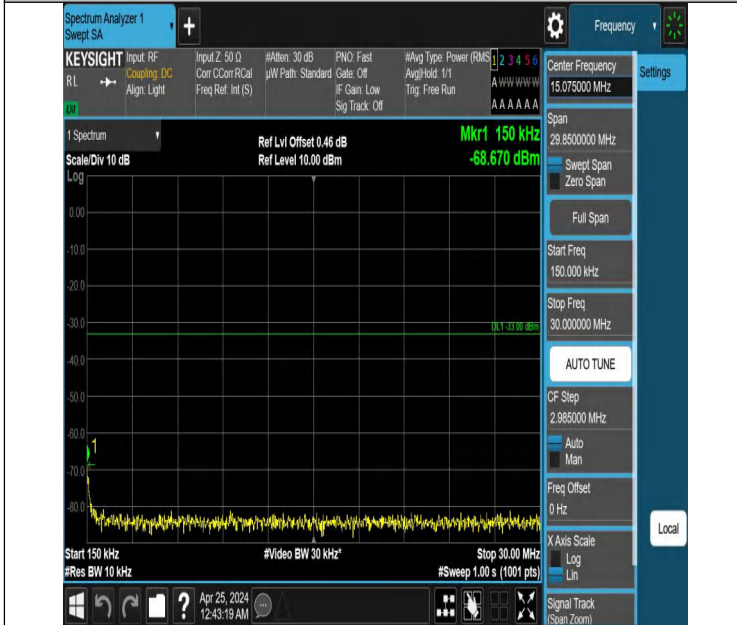 Spectrum Analyzer 1
Swept SA
+
Frequency
KEYSIGHT
RL
Input: RF
Coupling: DC
Align: Light
Input Z: 50 Ω
Corr CCorr RCal
Freq Ref: Int (S)
#Atten: 30 dB
µW Path: Standard
PNO: Fast
Gate: Off
IF Gain: Low
Sig Track: Off
#Avg Type: Power (RMS
Avg|Hold: 1/1
Trig: Free Run
1 2 3 4 5 6
A W W W W W
A A A A A A
1 Spectrum
Scale/Div 10 dB
Log
Ref Lvl Offset 0.46 dB
Ref Level 10.00 dBm
Mkr1 150 kHz
-68.670 dBm
0.00
-10.0
-20.0
-30.0
DL1 -33.00 dBm
-40.0
-50.0
-60.0
1
-70.0
-80.0
Start 150 kHz
#Res BW 10 kHz
#Video BW 30 kHz*
Stop 30.00 MHz
#Sweep 1.00 s (1001 pts)
?
Apr 25, 2024
12:43:19 AM
Center Frequency
15.075000 MHz
Span
29.8500000 MHz
Swept Span
Zero Span
Full Span
Start Freq
150.000 kHz
Stop Freq
30.000000 MHz
AUTO TUNE
CF Step
2.985000 MHz
Auto
Man
Freq Offset
0 Hz
X Axis Scale
Log
Lin
Signal Track
(Span Zoom)
Settings
Local